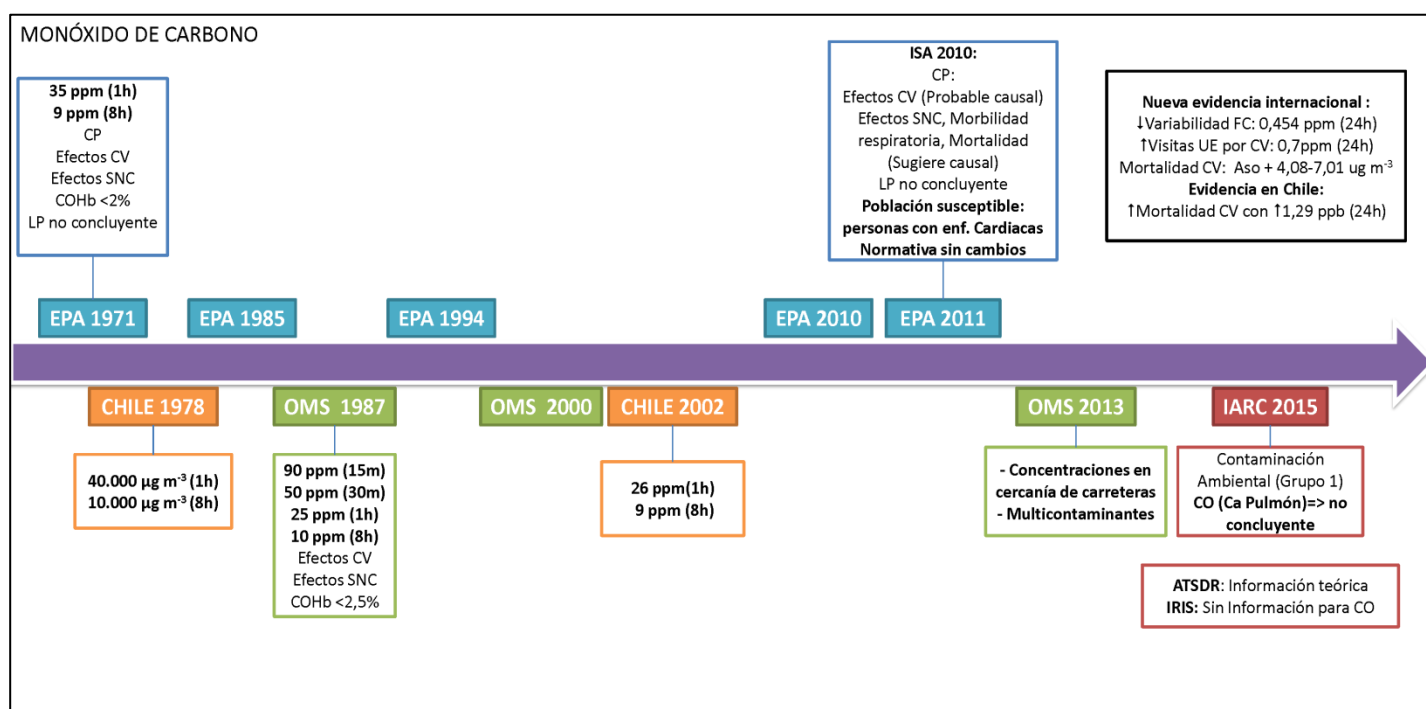 MONÓXIDO DE CARBONO
35 ppm (1h)
9 ppm (8h)
CP
Efectos CV
Efectos SNC
COHb <2%
LP no concluyente
ISA 2010:
CP:
Efectos CV (Probable causal)
Efectos SNC, Morbilidad
respiratoria, Mortalidad
(Sugiere causal)
LP no concluyente
Población susceptible:
personas con enf. Cardiacas
Normativa sin cambios
Nueva evidencia internacional :
↓Variabilidad FC: 0,454 ppm (24h)
↑Visitas UE por CV: 0,7ppm (24h)
Mortalidad CV: Aso + 4,08-7,01 ug m⁻³
Evidencia en Chile:
↑Mortalidad CV con ↑1,29 ppb (24h)
EPA 1971
EPA 1985
EPA 1994
EPA 2010
EPA 2011
CHILE 1978
OMS 1987
OMS 2000
CHILE 2002
OMS 2013
IARC 2015
40.000 µg m⁻³ (1h)
10.000 µg m⁻³ (8h)
90 ppm (15m)
50 ppm (30m)
25 ppm (1h)
10 ppm (8h)
Efectos CV
Efectos SNC
COHb <2,5%
26 ppm(1h)
9 ppm (8h)
- Concentraciones en
cercanía de carreteras
- Multicontaminantes
Contaminación
Ambiental (Grupo 1)
CO (Ca Pulmón)=> no
concluyente
ATSDR: Información teórica
IRIS: Sin Información para CO